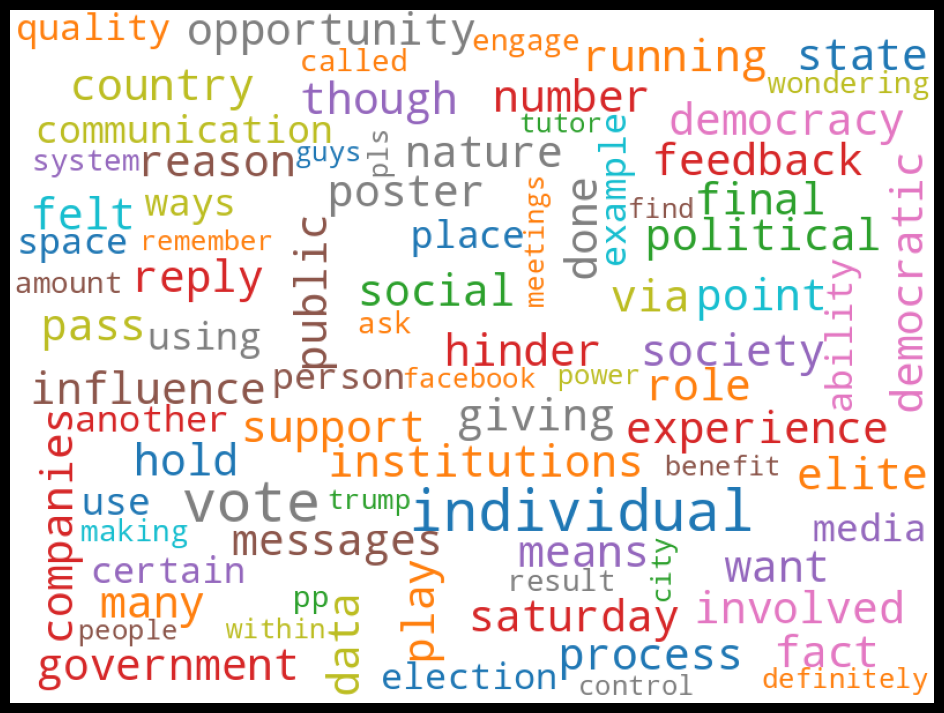 quality opportunity engage running state
called wondering
country though number
communication tutor democracy
system reason guys pls nature example feedback
poster done final democratic
felt ways meetings find
space remember place political
amount reply public social via point ability
pass using ask hinder society
influence person facebook power role
another support giving experience
companies hold institutions benefit elite
use vote trump individual media
making messages means city want
certain result
many pp data play saturday involved
people within
government election process fact
control definitely